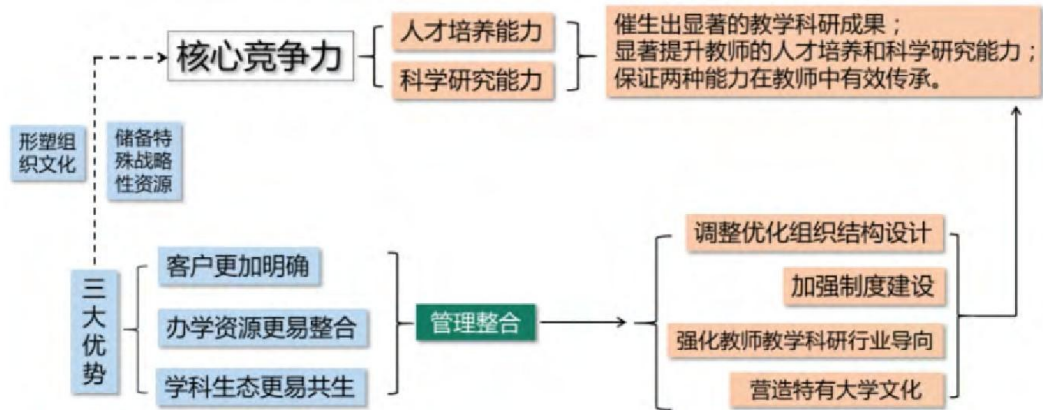 核心竞争力
人才培养能力
科学研究能力
催生出显著的教学科研成果；
显著提升教师的人才培养和科学研究能力；
保证两种能力在教师中有效传承。
形塑组
织文化
储备特
殊战略
性资源
三
大
优
势
客户更加明确
办学资源更易整合
学科生态更易共生
管理整合
调整优化组织结构设计
加强制度建设
强化教师教学科研行业导向
营造特有大学文化